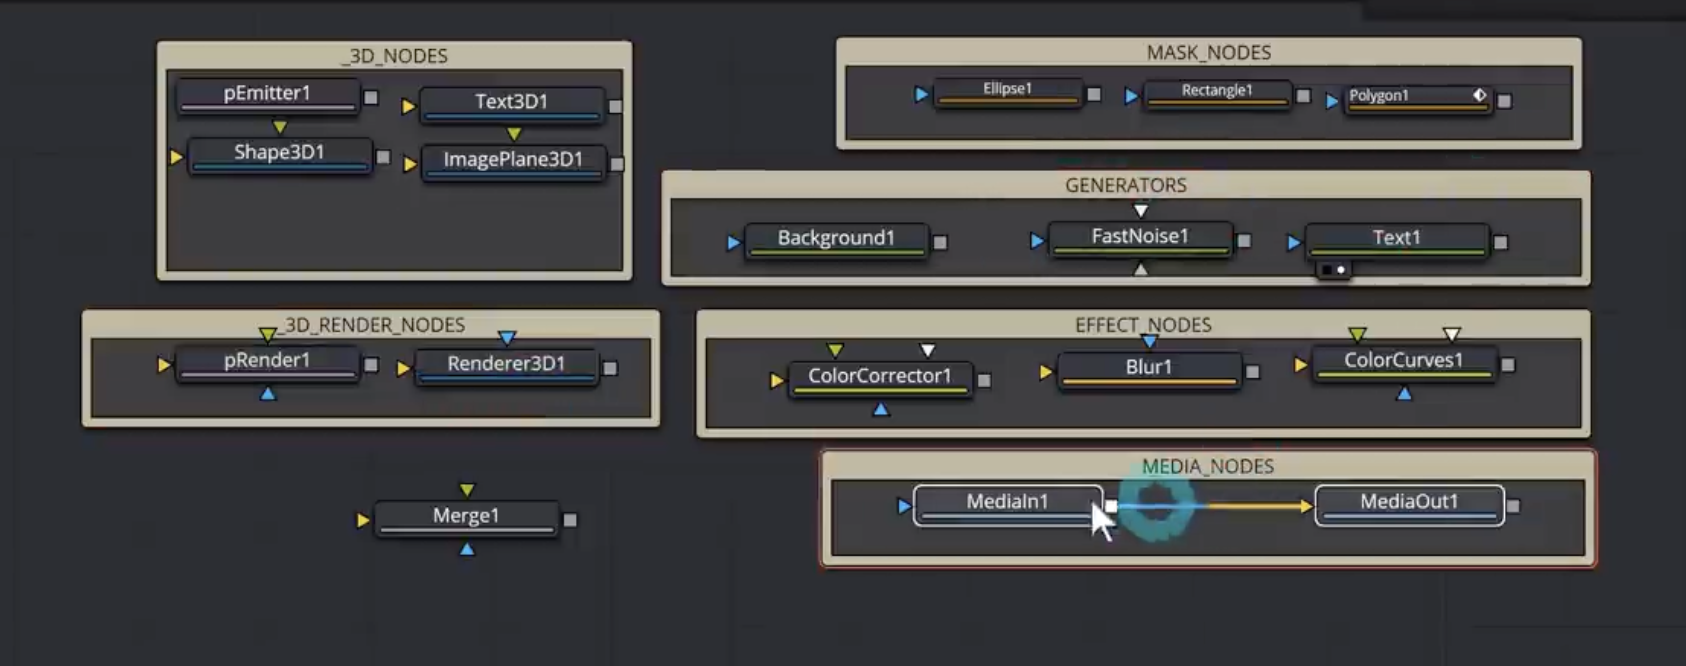 _3D_NODES
pEmitter1
Text3D1
Shape3D1
ImagePlane3D1
MASK_NODES
Ellipse1
Rectangle1
Polygon1
GENERATORS
Background1
FastNoise1
Text1
_3D_RENDER_NODES
pRender1
Renderer3D1
EFFECT_NODES
ColorCorrector1
Blur1
ColorCurves1
Merge1
MEDIA_NODES
MediaIn1
MediaOut1